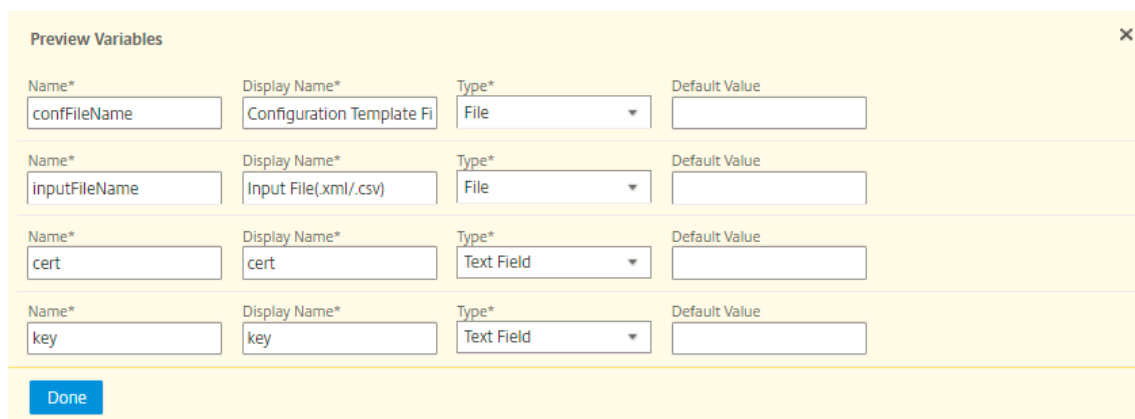 Preview Variables
Name* Display Name* Type* Default Value
confFileName Configuration Template Fi File
Name* Display Name* Type* Default Value
inputFileName Input File(.xml/.csv) File
Name* Display Name* Type* Default Value
cert cert Text Field
Name* Display Name* Type* Default Value
key key Text Field
Done